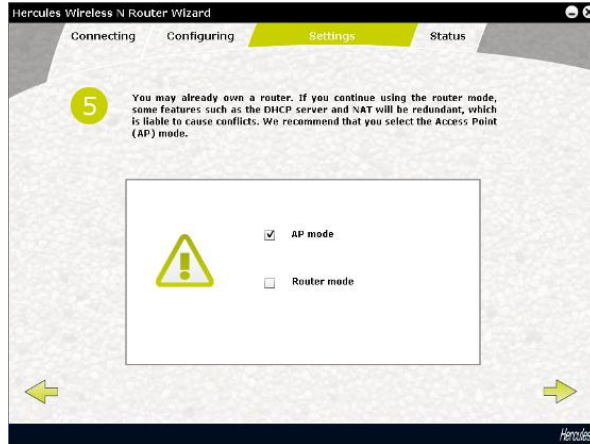 Hercules Wireless N Router Wizard
Connecting Configuring Settings Status
5
You may already own a router. If you continue using the router mode,
some features such as the DHCP server and NAT will be redundant, which
is liable to cause conflicts. We recommend that you select the Access Point
(AP) mode.
AP mode
Router mode
Hercules